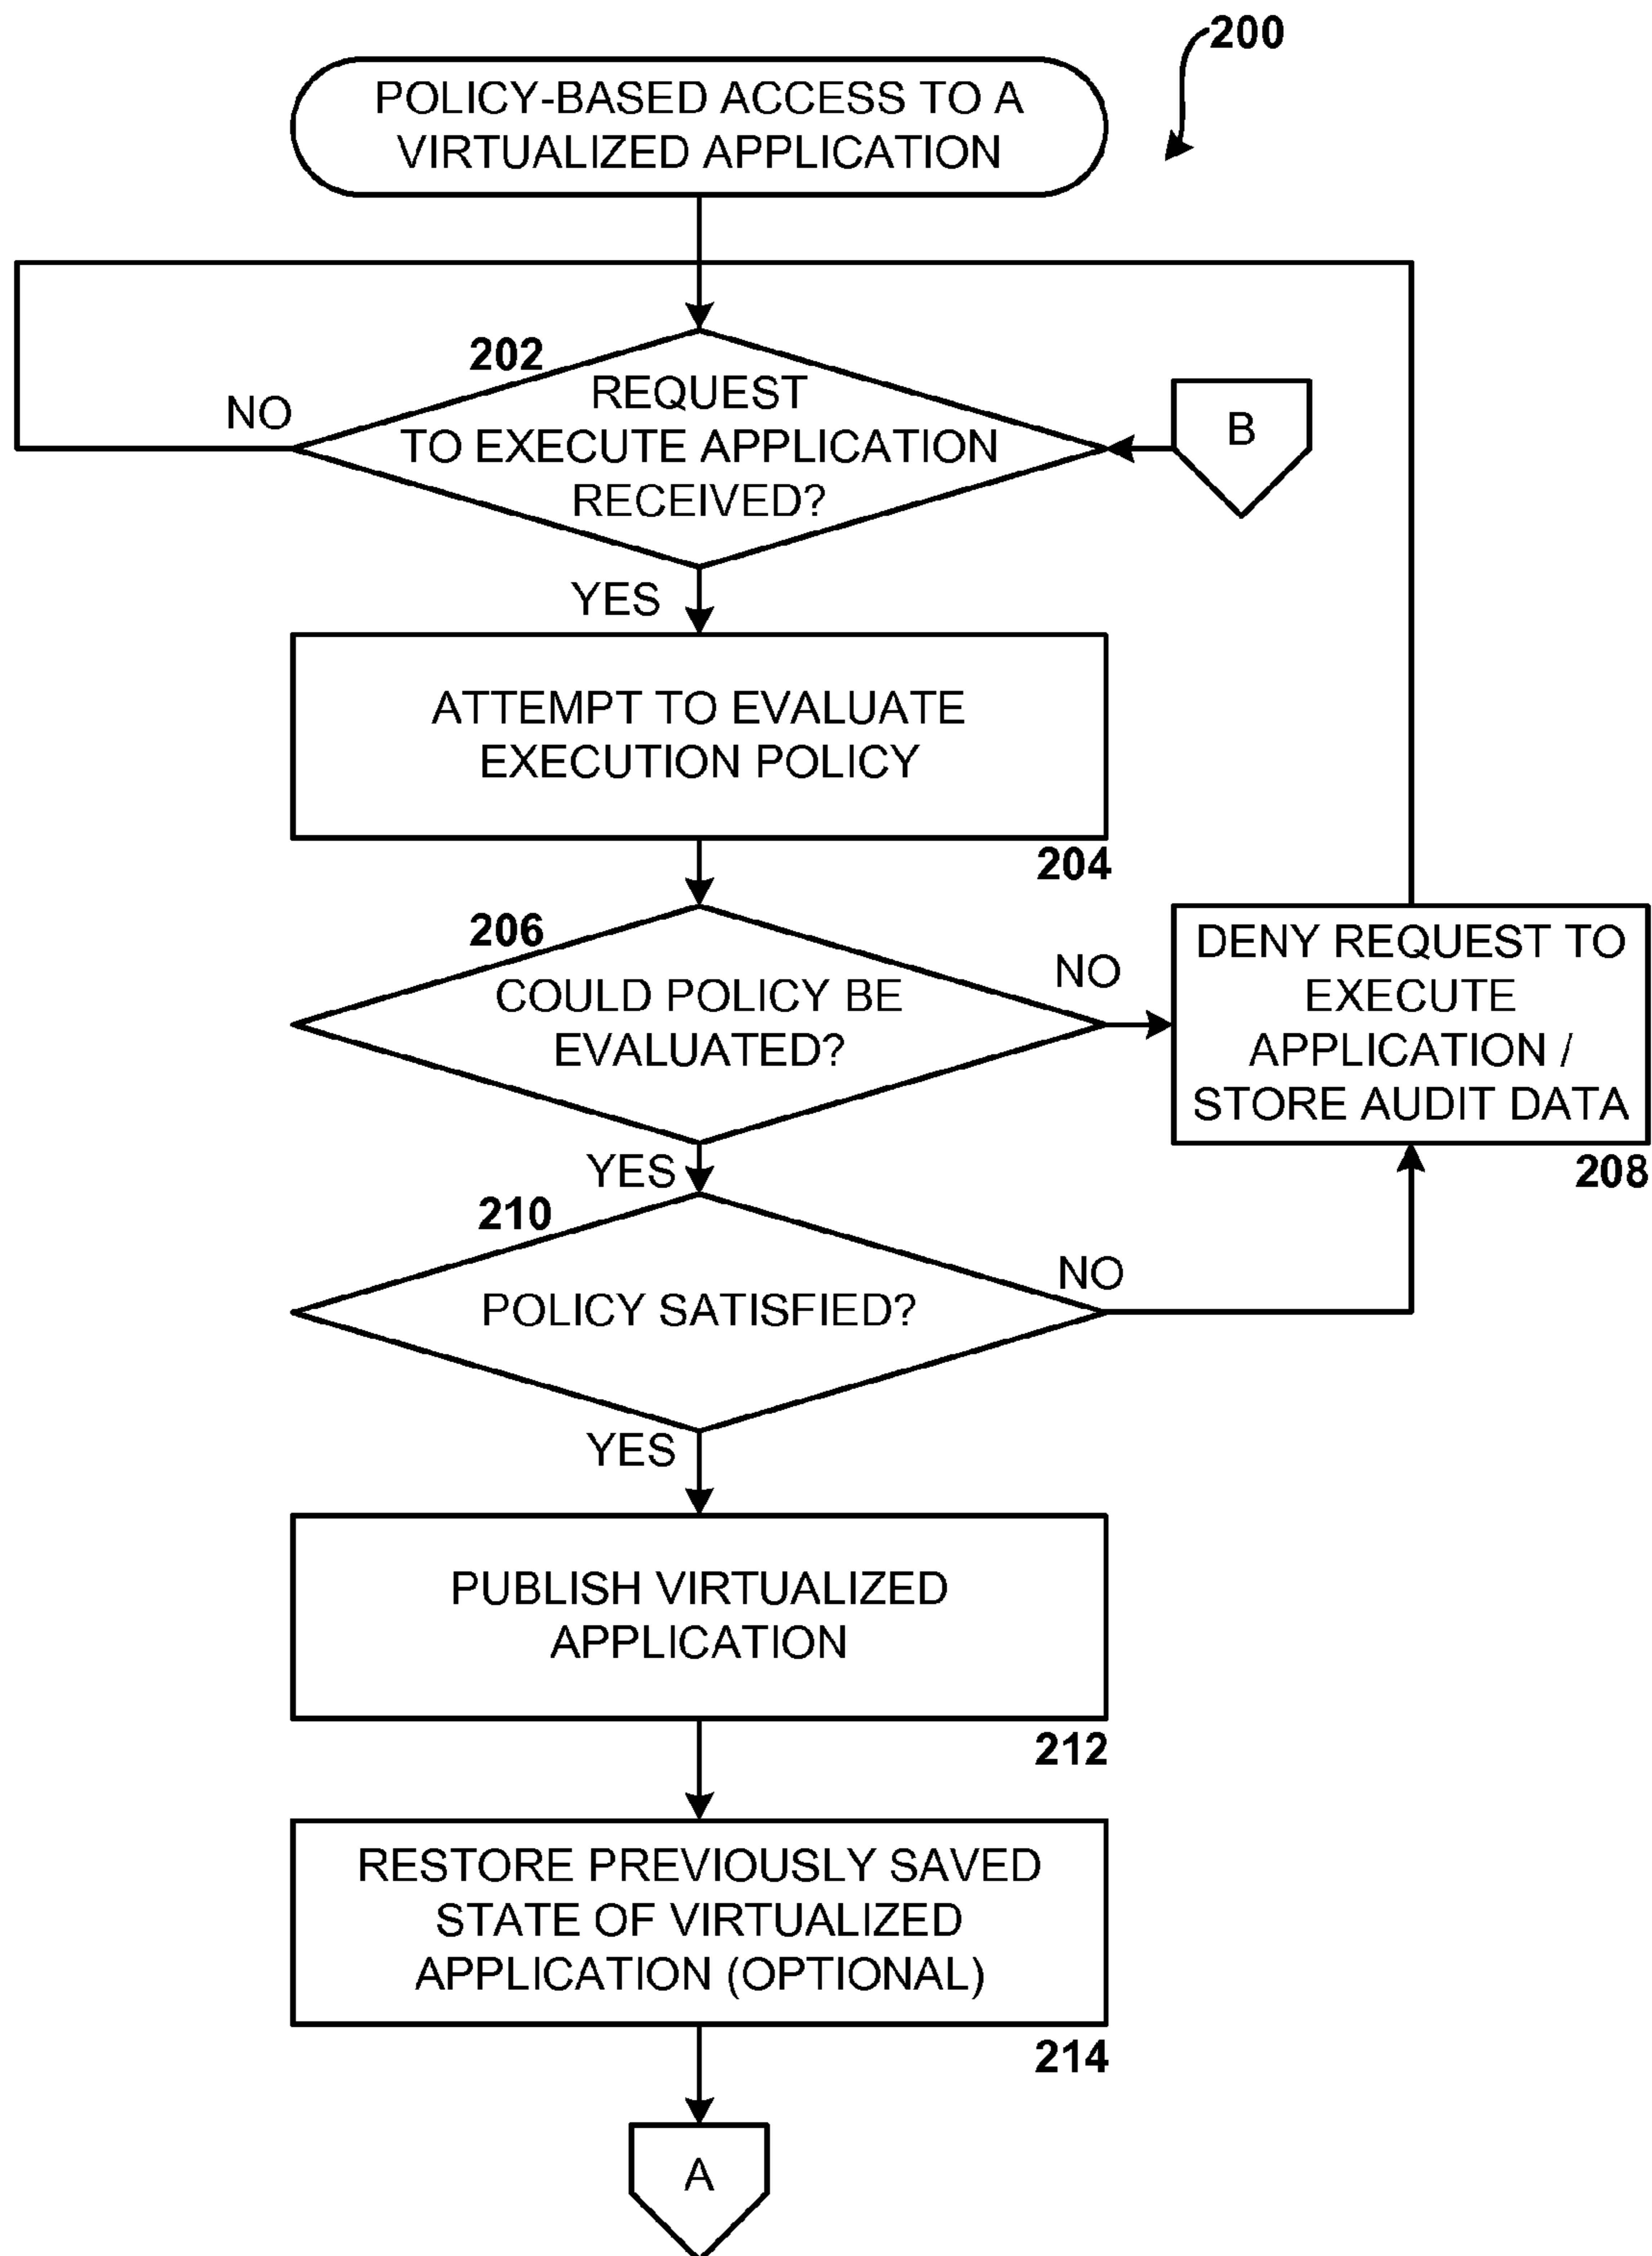 200
POLICY-BASED ACCESS TO A
VIRTUALIZED APPLICATION
202
REQUEST
TO EXECUTE APPLICATION
RECEIVED?
NO
B
YES
ATTEMPT TO EVALUATE
EXECUTION POLICY
204
206
COULD POLICY BE
EVALUATED?
NO
DENY REQUEST TO
EXECUTE
APPLICATION /
STORE AUDIT DATA
208
YES
210
POLICY SATISFIED?
NO
YES
PUBLISH VIRTUALIZED
APPLICATION
212
RESTORE PREVIOUSLY SAVED
STATE OF VIRTUALIZED
APPLICATION (OPTIONAL)
214
A